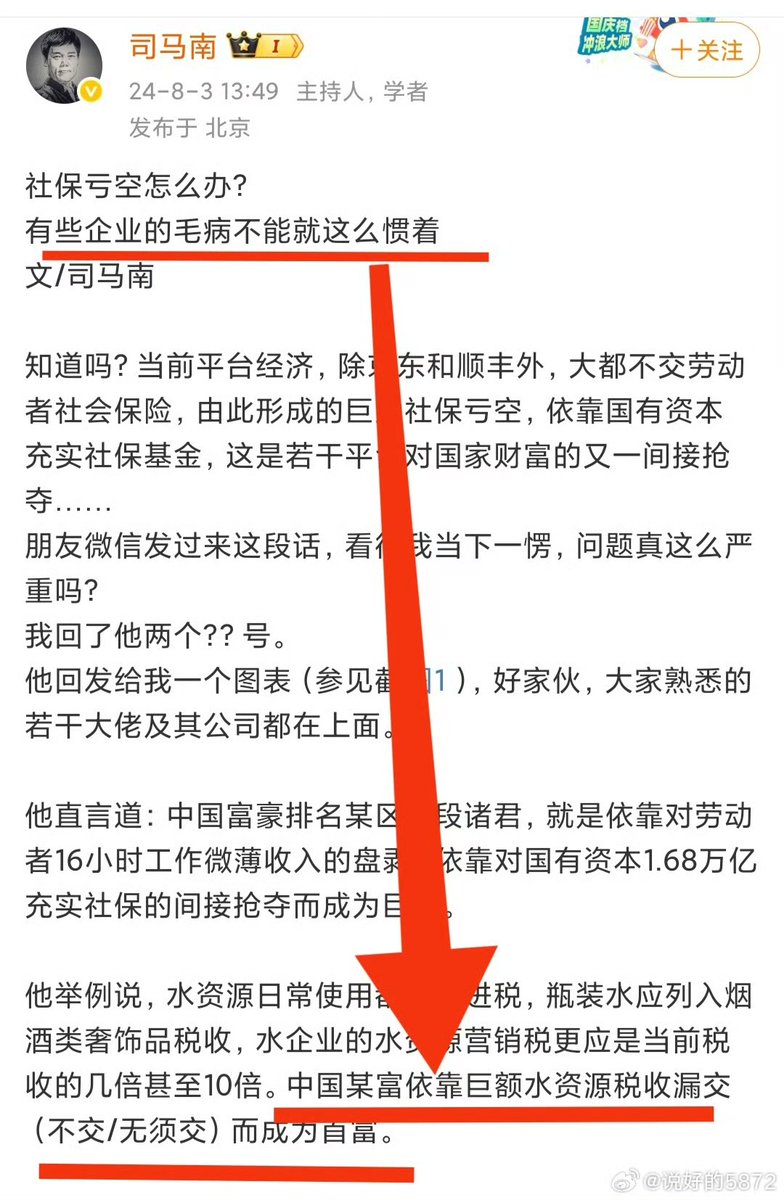 国庆档
冲浪大师
司马南 I
+关注
24-8-3 13:49 主持人，学者
发布于 北京
社保亏空怎么办？
有些企业的毛病不能就这么惯着
文/司马南
知道吗？当前平台经济，除京东和顺丰外，大都不交劳动
者社会保险，由此形成的巨 社保亏空，依靠国有资本
充实社保基金，这是若干平台对国家财富的又一间接抢
夺……
朋友微信发过来这段话，看得我当下一愣，问题真这么严
重吗？
我回了他两个?? 号。
他回发给我一个图表（参见截图1），好家伙，大家熟悉的
若干大佬及其公司都在上面。
他直言道：中国富豪排名某区 段诸君，就是依靠对劳动
者16小时工作微薄收入的盘剥 依靠对国有资本1.68万亿
充实社保的间接抢夺而成为巨 。
他举例说，水资源日常使用 进税，瓶装水应列入烟
酒类奢饰品税收，水企业的水资源营销税更应是当前税
收的几倍甚至10倍。中国某富依靠巨额水资源税收漏交
（不交/无须交）而成为首富。
@说好的5872